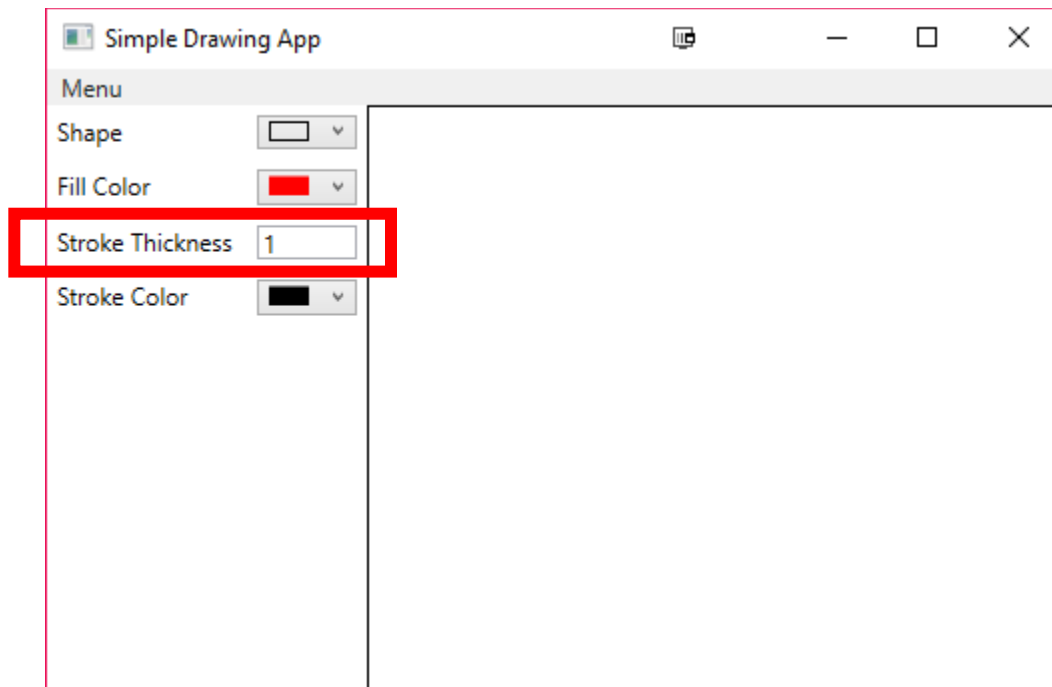 Simple Drawing App
Menu
Shape
Fill Color
Stroke Thickness 1
Stroke Color